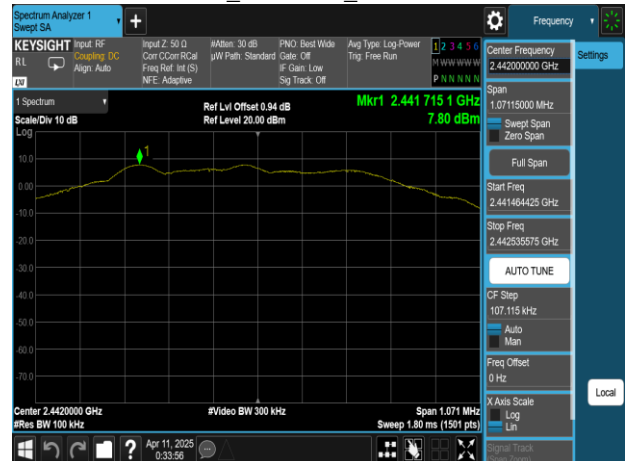 Spectrum Analyzer 1
Swept SA
Frequency
KEYSIGHT
RL
LXI
Input: RF
Coupling: DC
Align: Auto
Input Z: 50 Ω
Corr CCorr RCal
Freq Ref: Int (S)
NFE: Adaptive
#Atten: 30 dB
µW Path: Standard
PNO: Best Wide
Gate: Off
IF Gain: Low
Sig Track: Off
Avg Type: Log-Power
Trig: Free Run
1 2 3 4 5 6
M W W W W W
P N N N N N
1 Spectrum
Scale/Div 10 dB
Log
Ref Lvl Offset 0.94 dB
Ref Level 20.00 dBm
Mkr1 2.441 715 1 GHz
7.80 dBm
1
10.0
0.00
-10.0
-20.0
-30.0
-40.0
-50.0
-60.0
-70.0
Center 2.4420000 GHz
#Res BW 100 kHz
#Video BW 300 kHz
Span 1.071 MHz
Sweep 1.80 ms (1501 pts)
Center Frequency
2.442000000 GHz
Span
1.07115000 MHz
Swept Span
Zero Span
Full Span
Start Freq
2.441464425 GHz
Stop Freq
2.442535575 GHz
AUTO TUNE
CF Step
107.115 kHz
Auto
Man
Freq Offset
0 Hz
X Axis Scale
Log
Lin
Signal Track
(Span Zoom)
Settings
Local
?
Apr 11, 2025
0:33:56